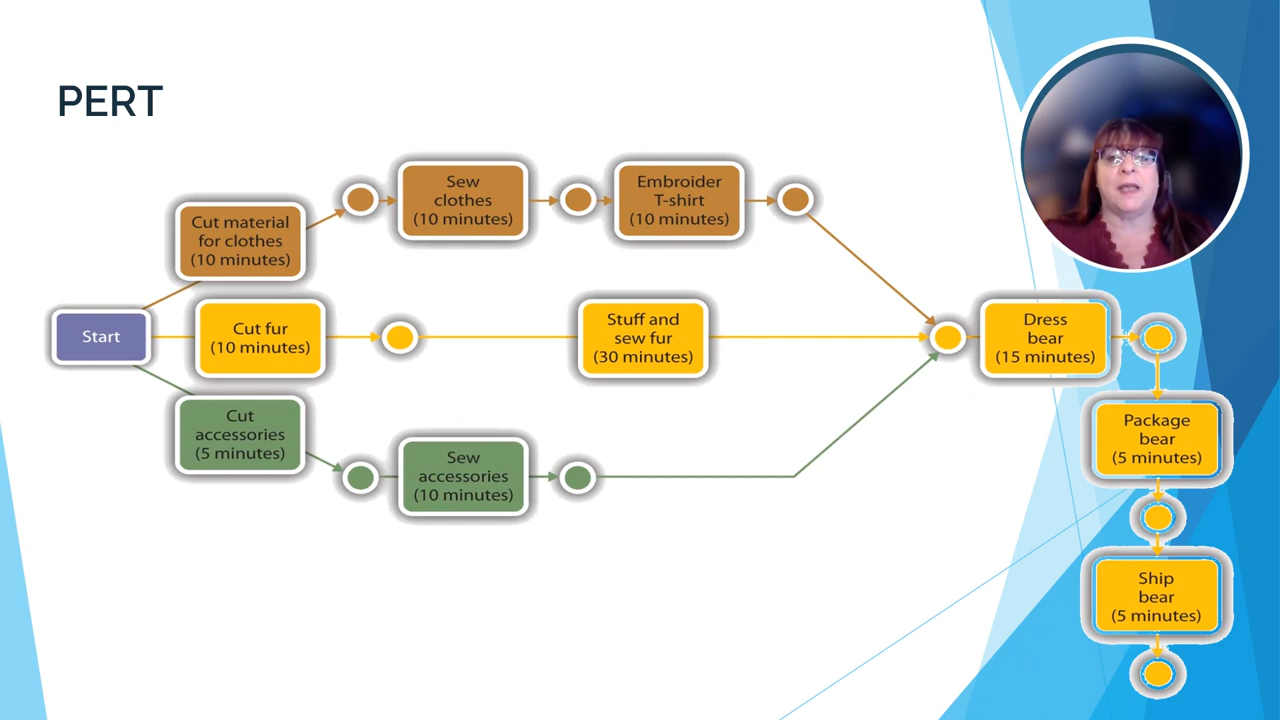 PERT
Cut material
for clothes
(10 minutes)
Sew
clothes
(10 minutes)
Embroider
T-shirt
(10 minutes)
Start
Cut fur
(10 minutes)
Stuff and
sew fur
(30 minutes)
Dress
bear
(15 minutes)
Cut
accessories
(5 minutes)
Sew
accessories
(10 minutes)
Package
bear
(5 minutes)
Ship
bear
(5 minutes)